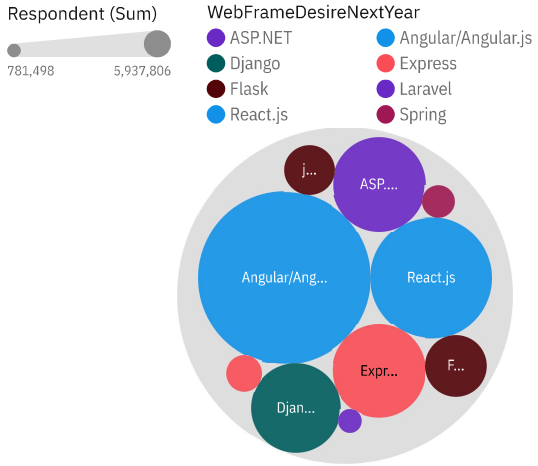 Respondent (Sum)
781,498 5,937,806
WebFrameDesireNextYear
ASP.NET Angular/Angular.js
Django Express
Flask Laravel
React.js Spring
j...
ASP....
Angular/Ang...
React.js
Expr...
F...
Djan...